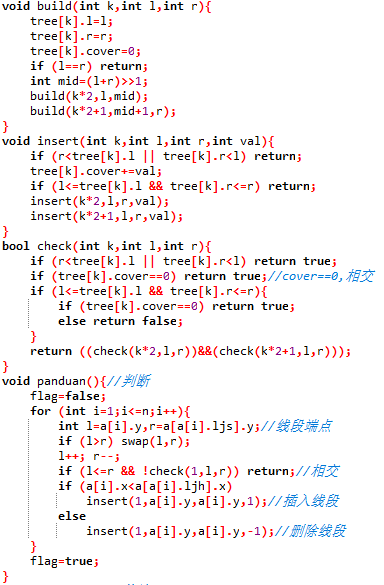 void build(int k,int l,int r){
    tree[k].l=l;
    tree[k].r=r;
    tree[k].cover=0;
    if (l==r) return;
    int mid=(l+r)>>1;
    build(k*2,l,mid);
    build(k*2+1,mid+1,r);
}
void insert(int k,int l,int r,int val){
    if (r<tree[k].l || tree[k].r<l) return;
    tree[k].cover+=val;
    if (l<=tree[k].l && tree[k].r<=r) return;
    insert(k*2,l,r,val);
    insert(k*2+1,l,r,val);
}
bool check(int k,int l,int r){
    if (r<tree[k].l || tree[k].r<l) return true;
    if (tree[k].cover==0) return true;//cover==0,相交
    if (l<=tree[k].l && tree[k].r<=r){
        if (tree[k].cover==0) return true;
        else return false;
    }
    return ((check(k*2,l,r))&&(check(k*2+1,l,r)));
}
void panduan(){//判断
    flag=false;
    for (int i=1;i<=n;i++){
        int l=a[i].y,r=a[a[i].ljs].y;//线段端点
        if (l>r) swap(l,r);
        l++; r--;
        if (l<=r && !check(1,l,r)) return;//相交
        if (a[i].x<a[a[i].ljh].x)
            insert(1,a[i].y,a[i].y,1);//插入线段
        else
            insert(1,a[i].y,a[i].y,-1);//删除线段
    }
    flag=true;
}